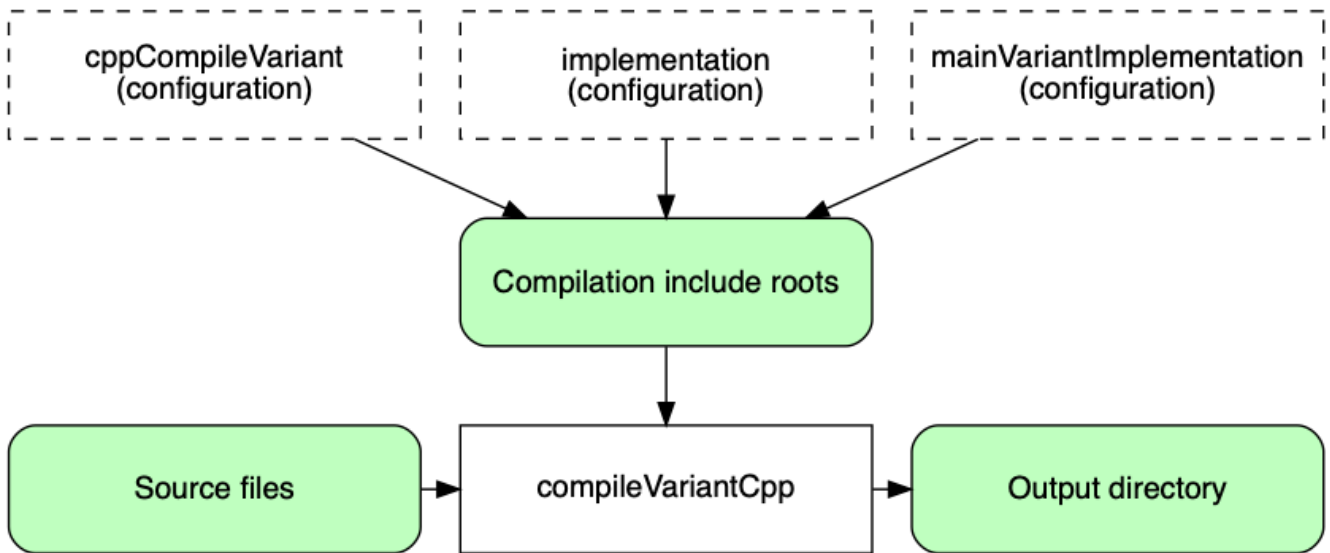 cppCompileVariant
(configuration)
implementation
(configuration)
mainVariantImplementation
(configuration)
Compilation include roots
Source files
compileVariantCpp
Output directory